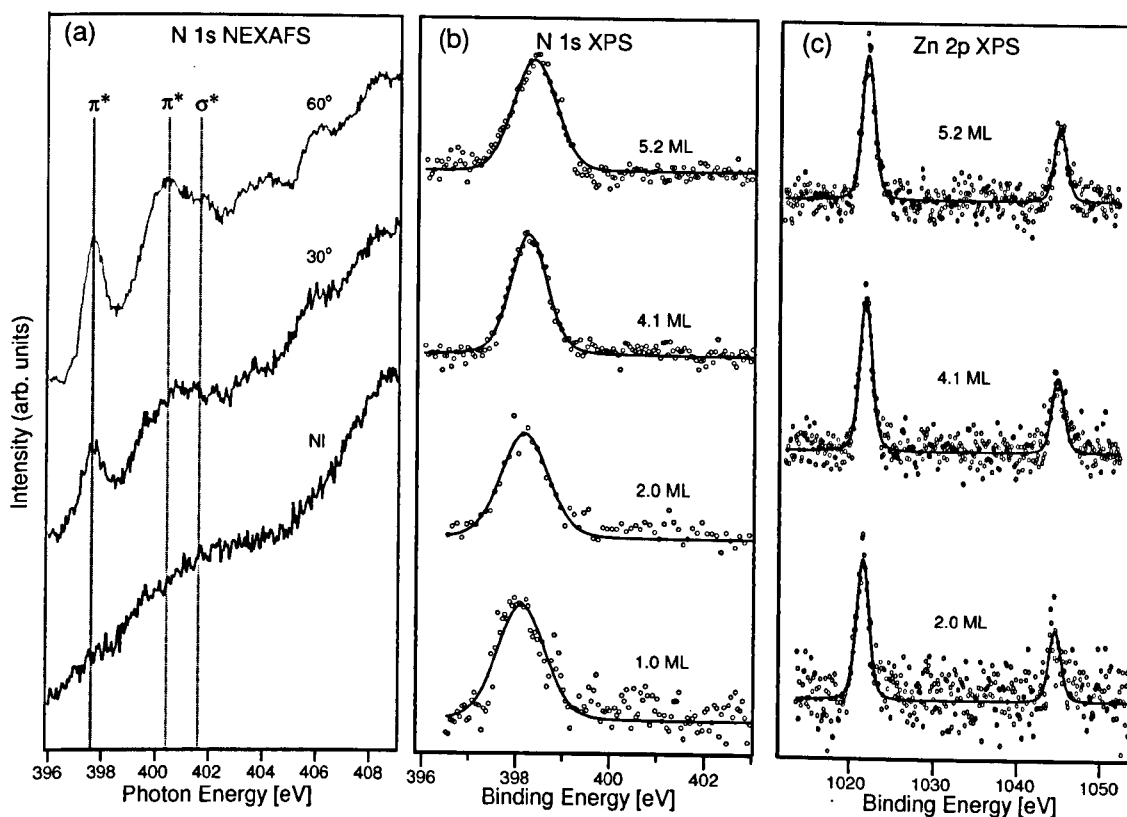 (a)
N 1s NEXAFS
π*
π*
σ*
60°
30°
NI
Intensity (arb. units)
396
398
400
402
404
406
408
Photon Energy [eV]
(b)
N 1s XPS
5.2 ML
4.1 ML
2.0 ML
1.0 ML
396
398
400
402
Binding Energy [eV]
(c)
Zn 2p XPS
5.2 ML
4.1 ML
2.0 ML
1020
1030
1040
1050
Binding Energy [eV]